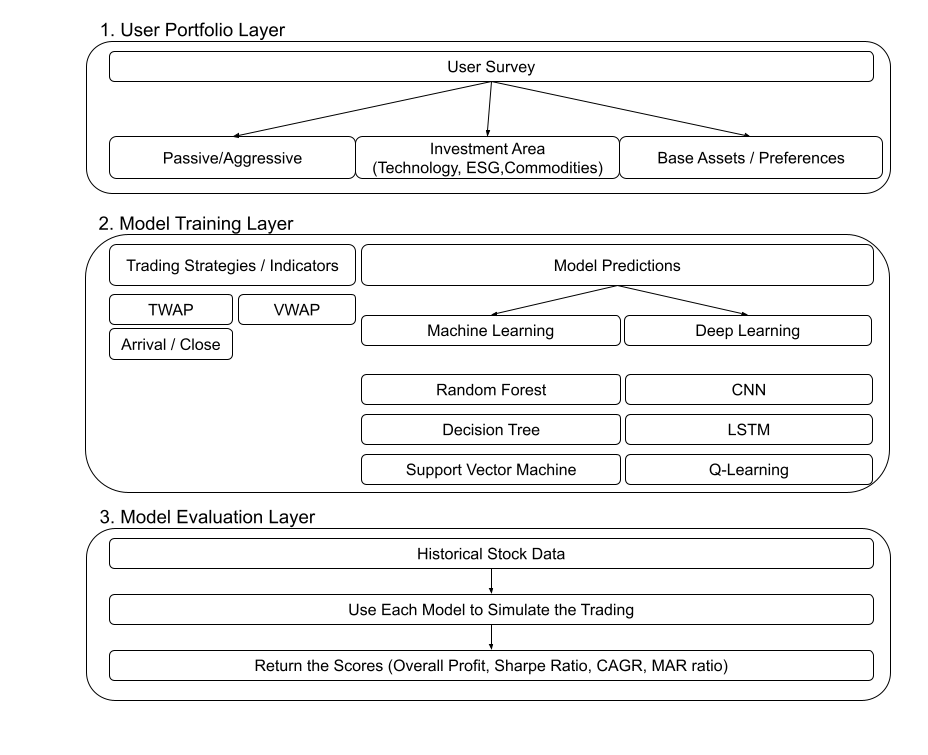 1. User Portfolio Layer
User Survey
Passive/Aggressive
Investment Area
(Technology, ESG,Commodities)
Base Assets / Preferences
2. Model Training Layer
Trading Strategies / Indicators
Model Predictions
TWAP
VWAP
Arrival / Close
Machine Learning
Deep Learning
Random Forest
CNN
Decision Tree
LSTM
Support Vector Machine
Q-Learning
3. Model Evaluation Layer
Historical Stock Data
Use Each Model to Simulate the Trading
Return the Scores (Overall Profit, Sharpe Ratio, CAGR, MAR ratio)